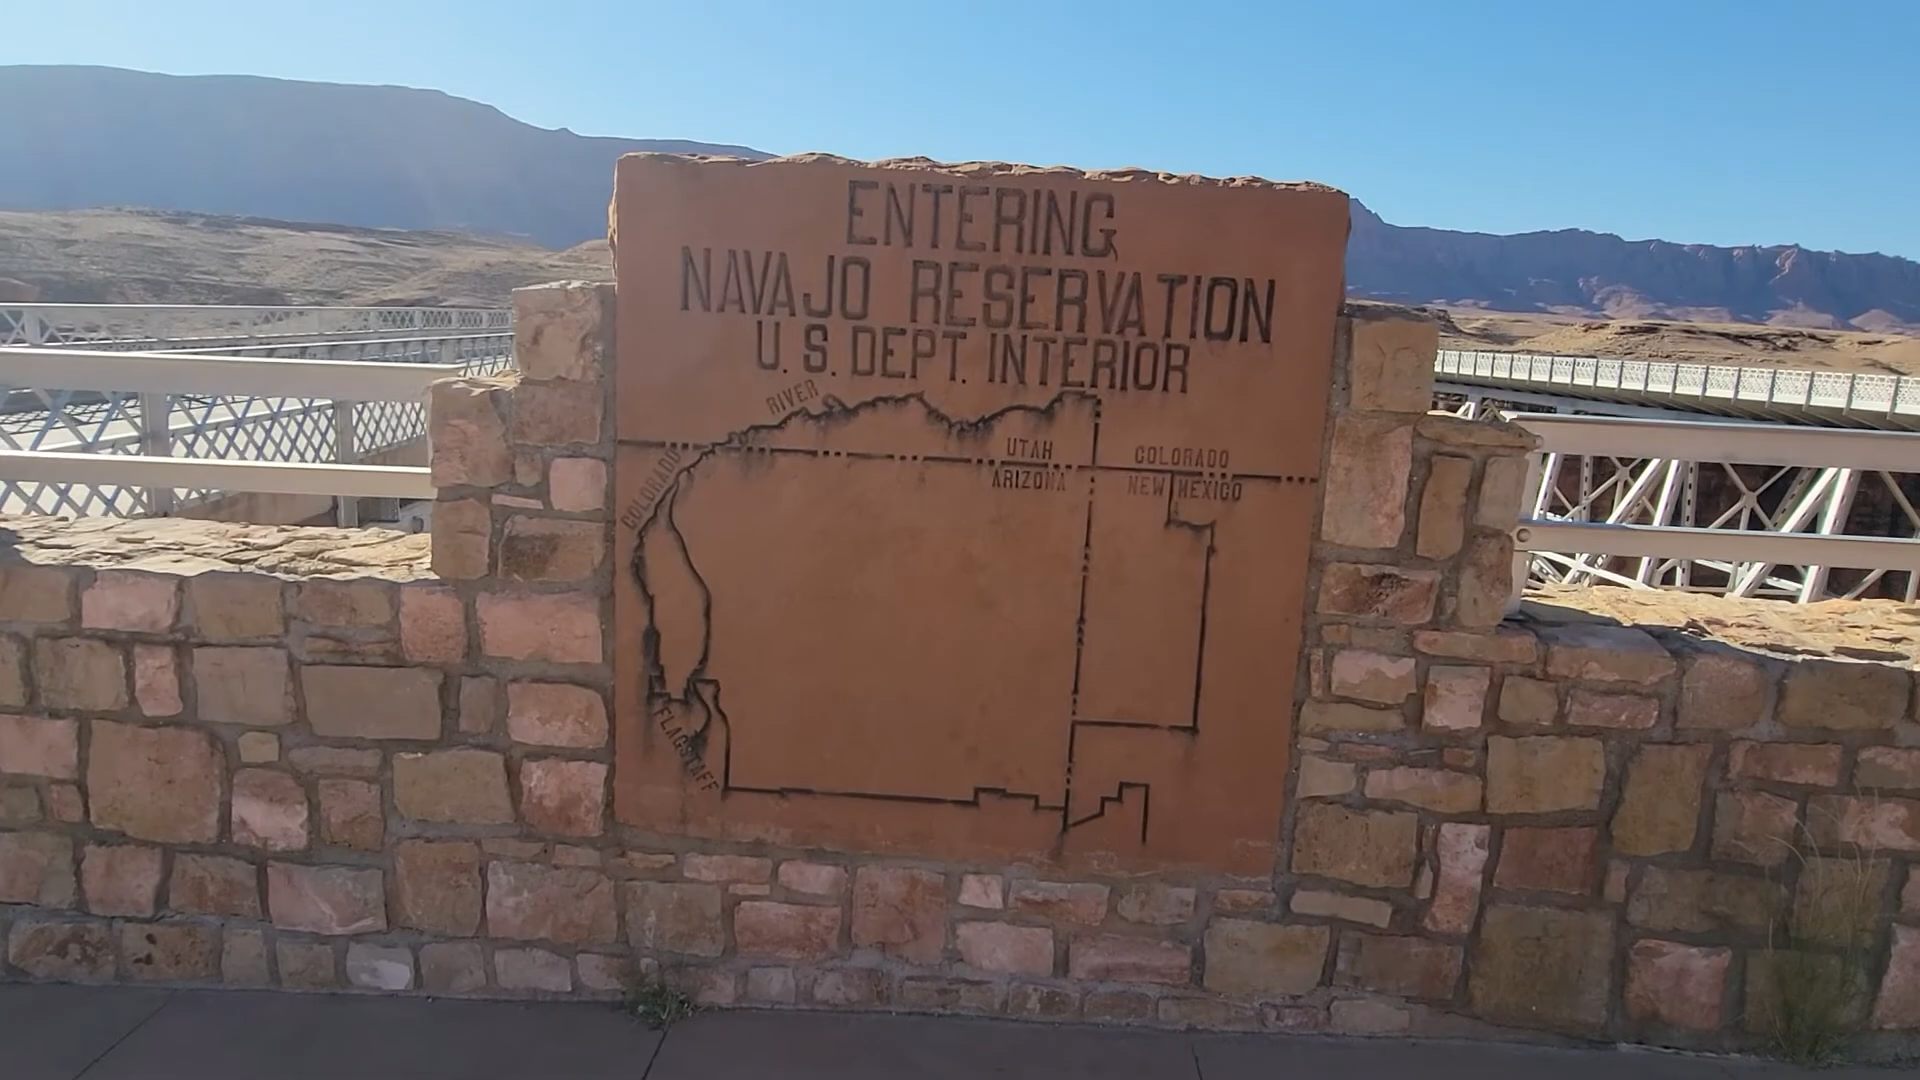 ENTERING
NAVAJO RESERVATION
U.S. DEPT. INTERIOR
RIVER
COLORADO
UTAH
COLORADO
ARIZONA
NEW MEXICO
FLAGSTAFF